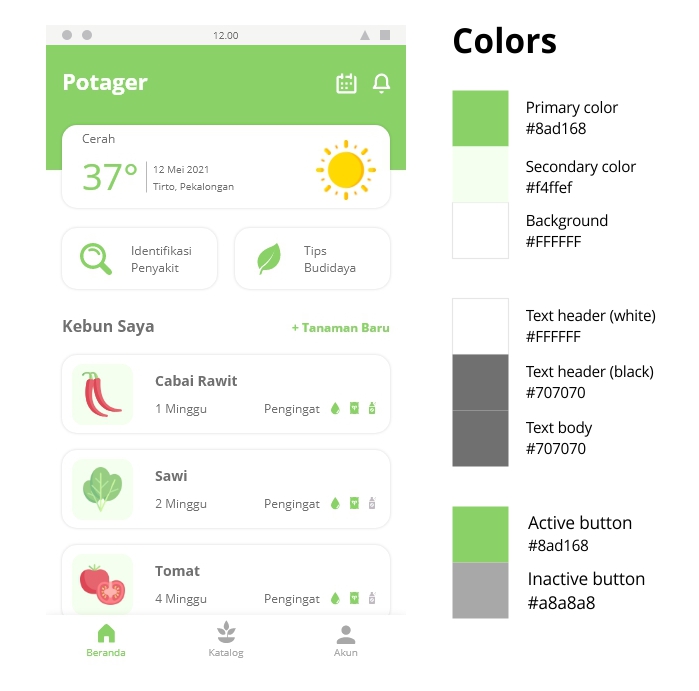 12.00
Potager
Cerah
37°
12 Mei 2021
Tirto, Pekalongan
Identifikasi
Penyakit
Tips
Budidaya
Kebun Saya
+ Tanaman Baru
Cabai Rawit
1 Minggu
Pengingat
Sawi
2 Minggu
Pengingat
Tomat
4 Minggu
Pengingat
Beranda
Katalog
Akun
Colors
Primary color
#8ad168
Secondary color
#f4ffef
Background
#FFFFFF
Text header (white)
#FFFFFF
Text header (black)
#707070
Text body
#707070
Active button
#8ad168
Inactive button
#a8a8a8